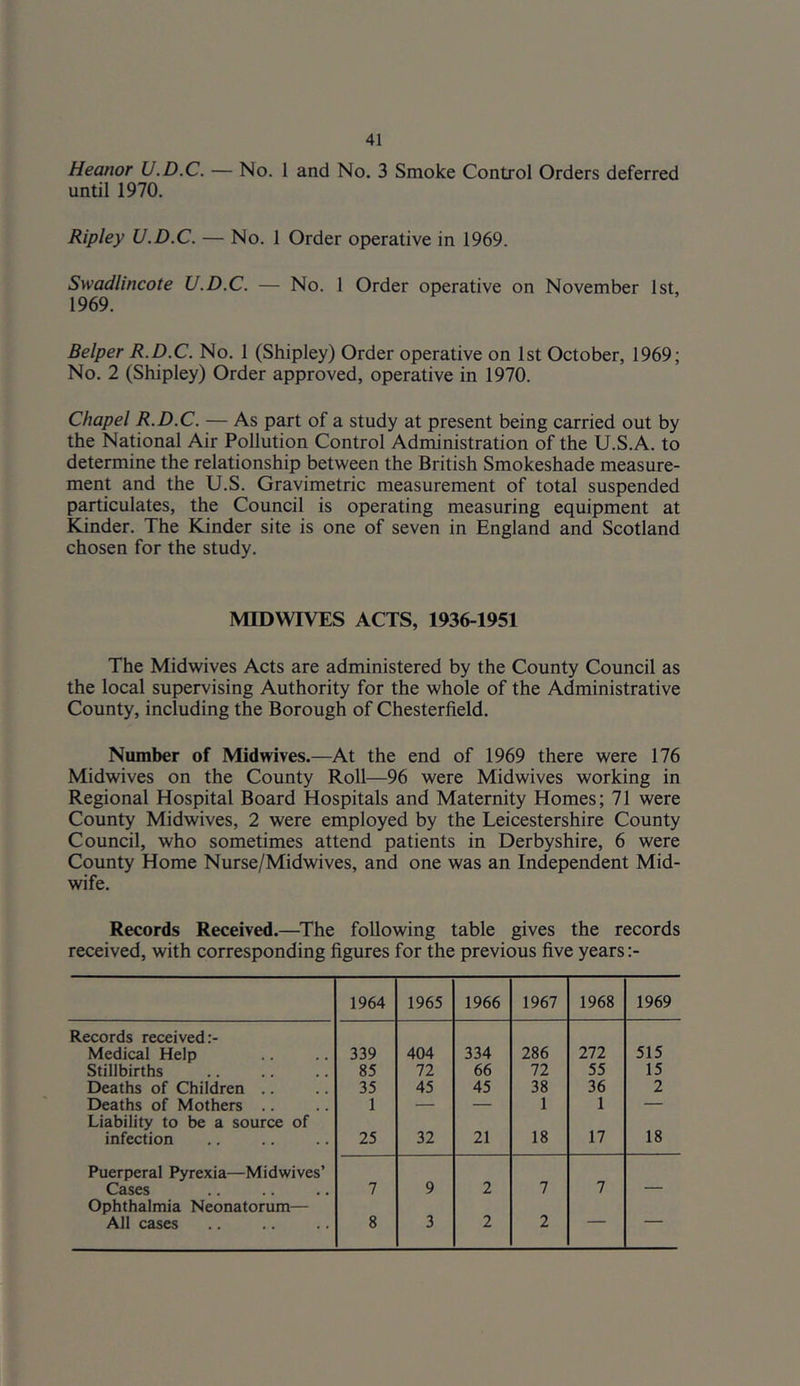 41
Heanor U.D.C. — No. 1 and No. 3 Smoke Control Orders deferred
until 1970.
Ripley U.D.C. — No. 1 Order operative in 1969.
Swadlincote U.D.C. — No. 1 Order operative on November 1st,
1969.
Belper R.D.C. No. 1 (Shipley) Order operative on 1st October, 1969;
No. 2 (Shipley) Order approved, operative in 1970.
Chapel R.D.C. — As part of a study at present being carried out by
the National Air Pollution Control Administration of the U.S.A. to
determine the relationship between the British Smokeshade measure-
ment and the U.S. Gravimetric measurement of total suspended
particulates, the Council is operating measuring equipment at
Kinder. The Kinder site is one of seven in England and Scotland
chosen for the study.
MIDWIVES ACTS, 1936-1951
The Midwives Acts are administered by the County Council as
the local supervising Authority for the whole of the Administrative
County, including the Borough of Chesterfield.
Number of Midwives.—At the end of 1969 there were 176
Midwives on the County Roll—96 were Midwives working in
Regional Hospital Board Hospitals and Maternity Homes; 71 were
County Midwives, 2 were employed by the Leicestershire County
Council, who sometimes attend patients in Derbyshire, 6 were
County Home Nurse/Midwives, and one was an Independent Mid-
wife.
Records Received.—The following table gives the records
received, with corresponding figures for the previous five years:-
1964 1965 1966 1967 1968 1969
Records received:-
Medical Help .. .. 339 404 334 286 272 515
Stillbirths .. .. .. 85 72 66 72 55 15
Deaths of Children .. .. 35 45 45 38 36 2
Deaths of Mothers .. .. 1 — — 1 1 —
Liability to be a source of
infection .. .. .. 25 32 21 18 17 18
Puerperal Pyrexia—Midwives'
Cases .. .. .. 7 9 2 7 7 —
Ophthalmia Neonatorum—
All cases .. .. .. 8 3 2 2 — —